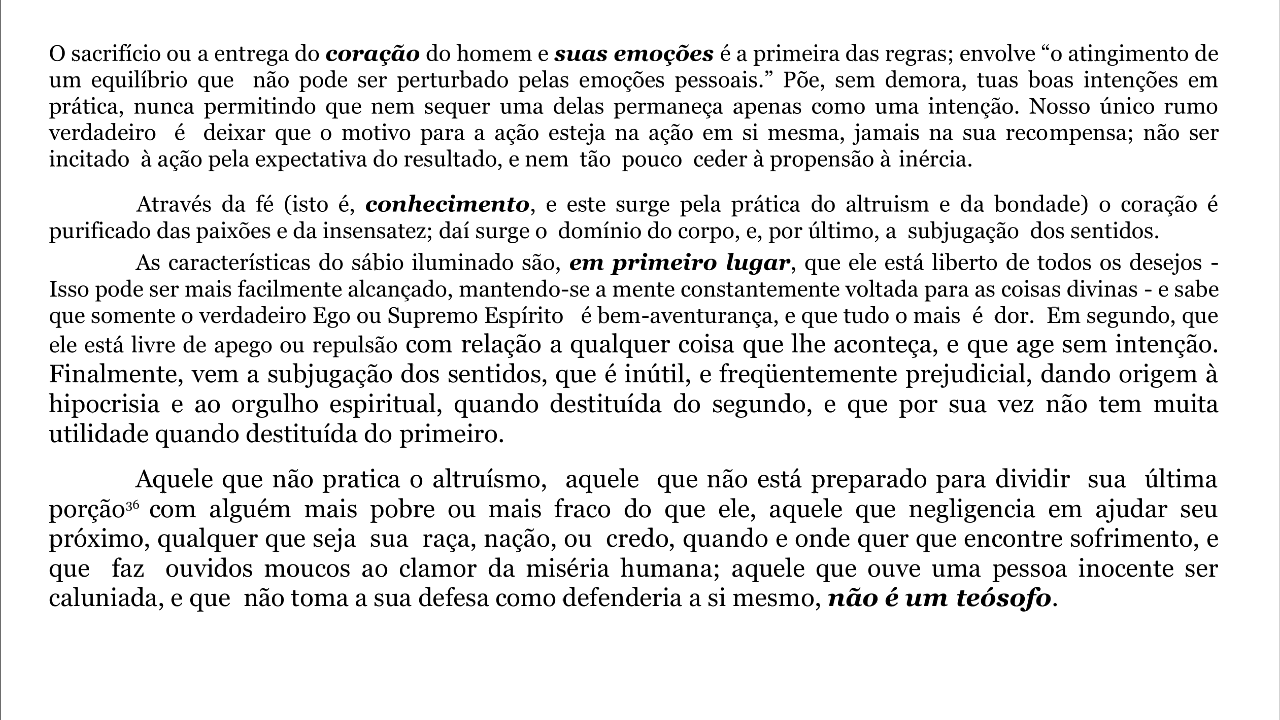 O sacrifício ou a entrega do coração do homem e suas emoções é a primeira das regras; envolve “o atingimento de
um equilíbrio que não pode ser perturbado pelas emoções pessoais.” Põe, sem demora, tuas boas intenções em
prática, nunca permitindo que nem sequer uma delas permaneça apenas como uma intenção. Nosso único rumo
verdadeiro é deixar que o motivo para a ação esteja na ação em si mesma, jamais na sua recompensa; não ser
incitado à ação pela expectativa do resultado, e nem tão pouco ceder à propensão à inércia.
Através da fé (isto é, conhecimento, e este surge pela prática do altruism e da bondade) o coração é
purificado das paixões e da insensatez; daí surge o domínio do corpo, e, por último, a subjugação dos sentidos.
As características do sábio iluminado são, em primeiro lugar, que ele está liberto de todos os desejos -
Isso pode ser mais facilmente alcançado, mantendo-se a mente constantemente voltada para as coisas divinas - e sabe
que somente o verdadeiro Ego ou Supremo Espírito é bem-aventurança, e que tudo o mais é dor. Em segundo, que
ele está livre de apego ou repulsão com relação a qualquer coisa que lhe aconteça, e que age sem intenção.
Finalmente, vem a subjugação dos sentidos, que é inútil, e freqüentemente prejudicial, dando origem à
hipocrisia e ao orgulho espiritual, quando destituída do segundo, e que por sua vez não tem muita
utilidade quando destituída do primeiro.
Aquele que não pratica o altruísmo, aquele que não está preparado para dividir sua última
porção36 com alguém mais pobre ou mais fraco do que ele, aquele que negligencia em ajudar seu
próximo, qualquer que seja sua raça, nação, ou credo, quando e onde quer que encontre sofrimento, e
que faz ouvidos moucos ao clamor da miséria humana; aquele que ouve uma pessoa inocente ser
caluniada, e que não toma a sua defesa como defenderia a si mesmo, não é um teósofo.